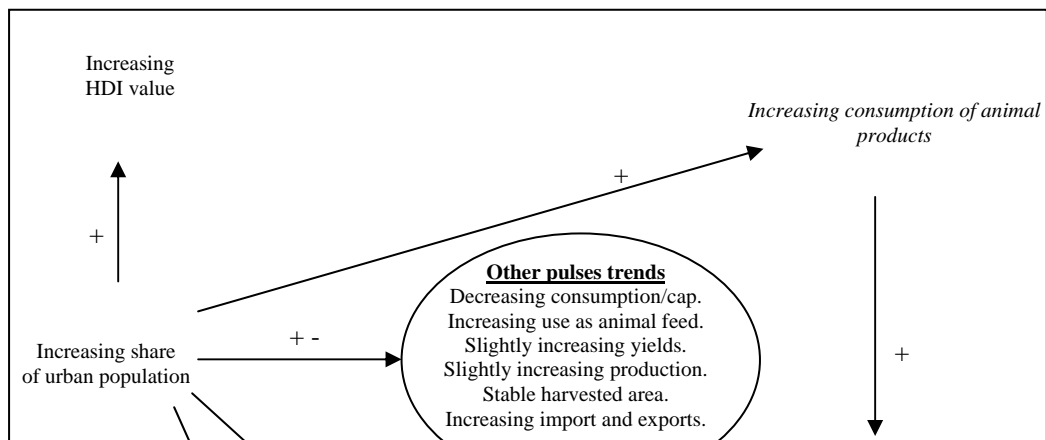 Increasing
HDI value
Increasing consumption of animal
products
+
+
Other pulses trends
Decreasing consumption/cap.
Increasing use as animal feed.
Slightly increasing yields.
Slightly increasing production.
Stable harvested area.
Increasing import and exports.
+ -
Increasing share
of urban population
+